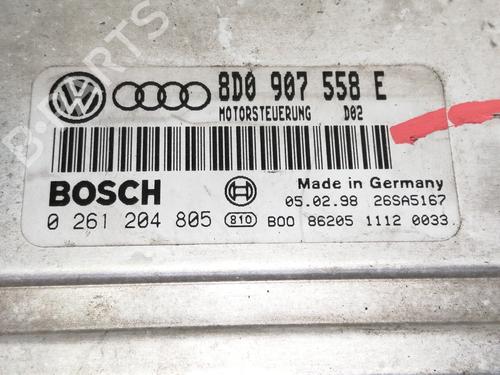 8D0 907 558 E
MOTORSTEUERUNG D02
BOSCH
Made in Germany
05.02.98 26SA5167
0 261 204 805 810 B00 86205 1112 0033
B-PARTS